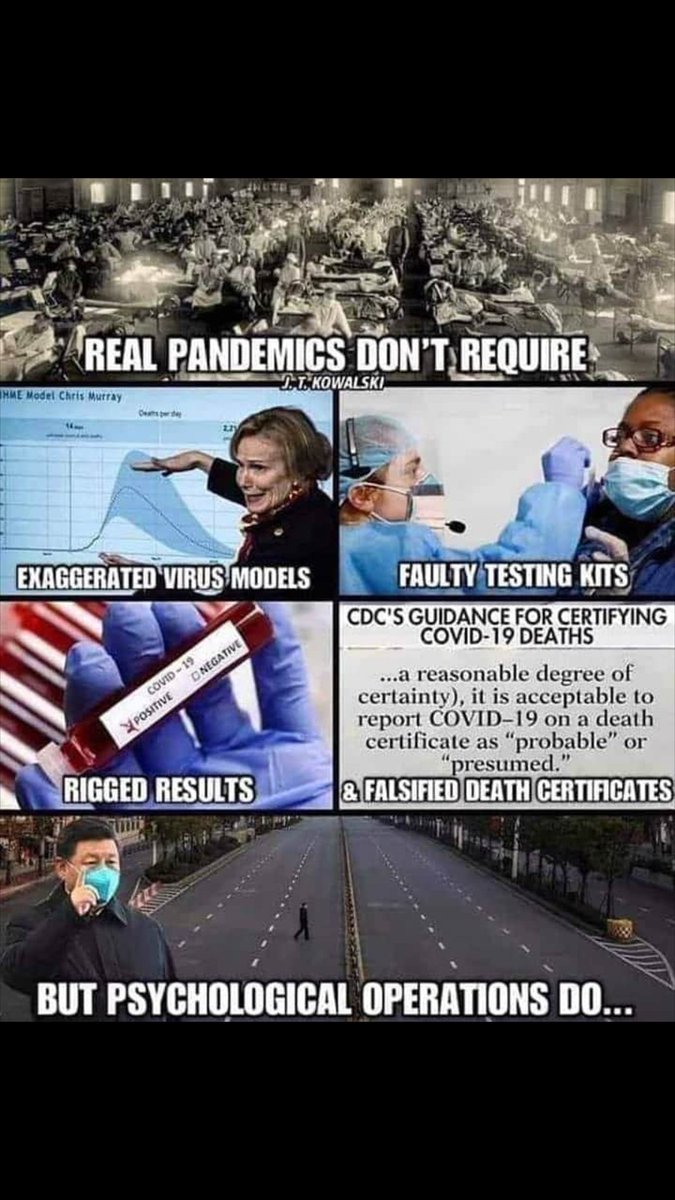 REAL PANDEMICS DON'T REQUIRE
J.T. KOWALSKI
IHME Model Chris Murray
Deaths per day
EXAGGERATED VIRUS MODELS
FAULTY TESTING KITS
COVID-19
POSITIVE
NEGATIVE
RIGGED RESULTS
CDC'S GUIDANCE FOR CERTIFYING
COVID-19 DEATHS
...a reasonable degree of
certainty), it is acceptable to
report COVID-19 on a death
certificate as "probable" or
"presumed."
& FALSIFIED DEATH CERTIFICATES
BUT PSYCHOLOGICAL OPERATIONS DO...